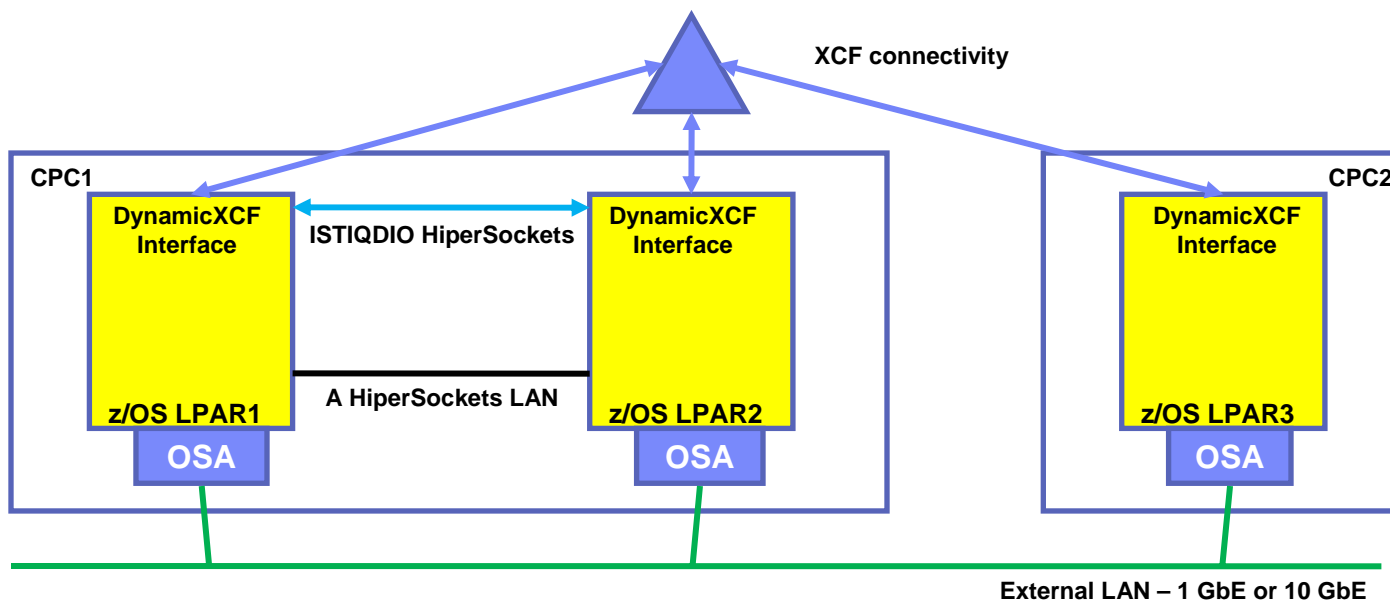 XCF connectivity
CPC1
CPC2
DynamicXCF
Interface
ISTIQDIO HiperSockets
DynamicXCF
Interface
DynamicXCF
Interface
A HiperSockets LAN
z/OS LPAR1
z/OS LPAR2
z/OS LPAR3
OSA
OSA
OSA
External LAN – 1 GbE or 10 GbE